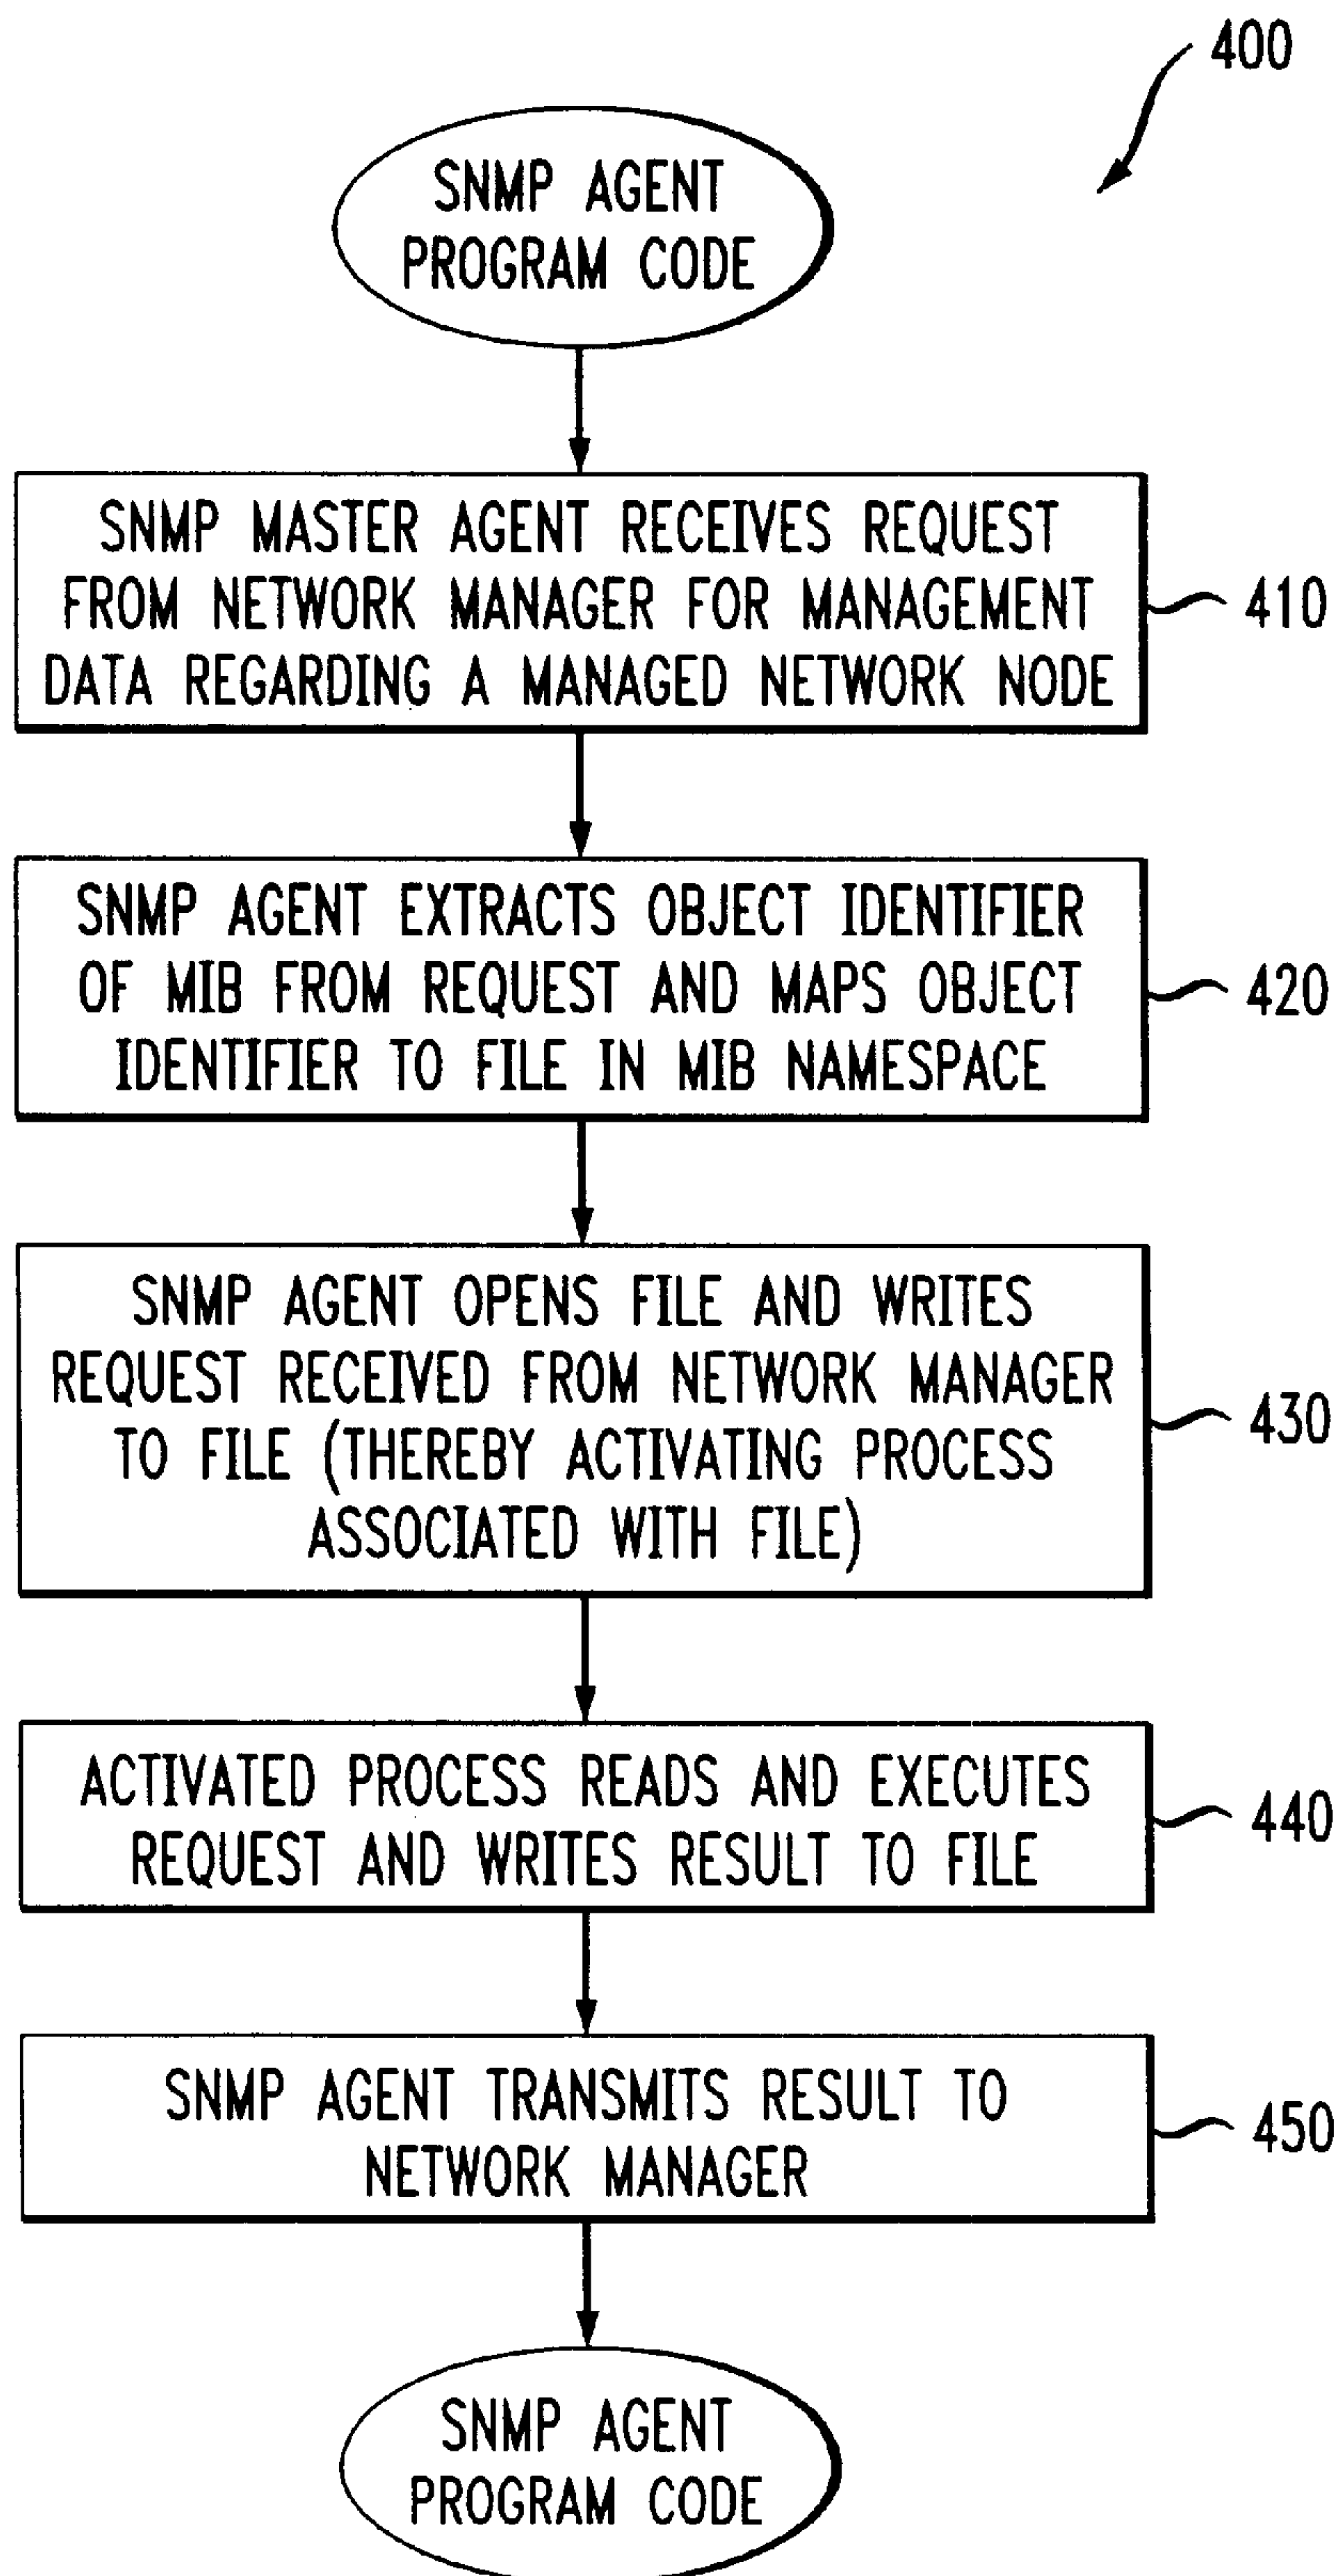 400
SNMP AGENT
PROGRAM CODE
SNMP MASTER AGENT RECEIVES REQUEST
FROM NETWORK MANAGER FOR MANAGEMENT
DATA REGARDING A MANAGED NETWORK NODE
410
SNMP AGENT EXTRACTS OBJECT IDENTIFIER
OF MIB FROM REQUEST AND MAPS OBJECT
IDENTIFIER TO FILE IN MIB NAMESPACE
420
SNMP AGENT OPENS FILE AND WRITES
REQUEST RECEIVED FROM NETWORK MANAGER
TO FILE (THEREBY ACTIVATING PROCESS
ASSOCIATED WITH FILE)
430
ACTIVATED PROCESS READS AND EXECUTES
REQUEST AND WRITES RESULT TO FILE
440
SNMP AGENT TRANSMITS RESULT TO
NETWORK MANAGER
450
SNMP AGENT
PROGRAM CODE